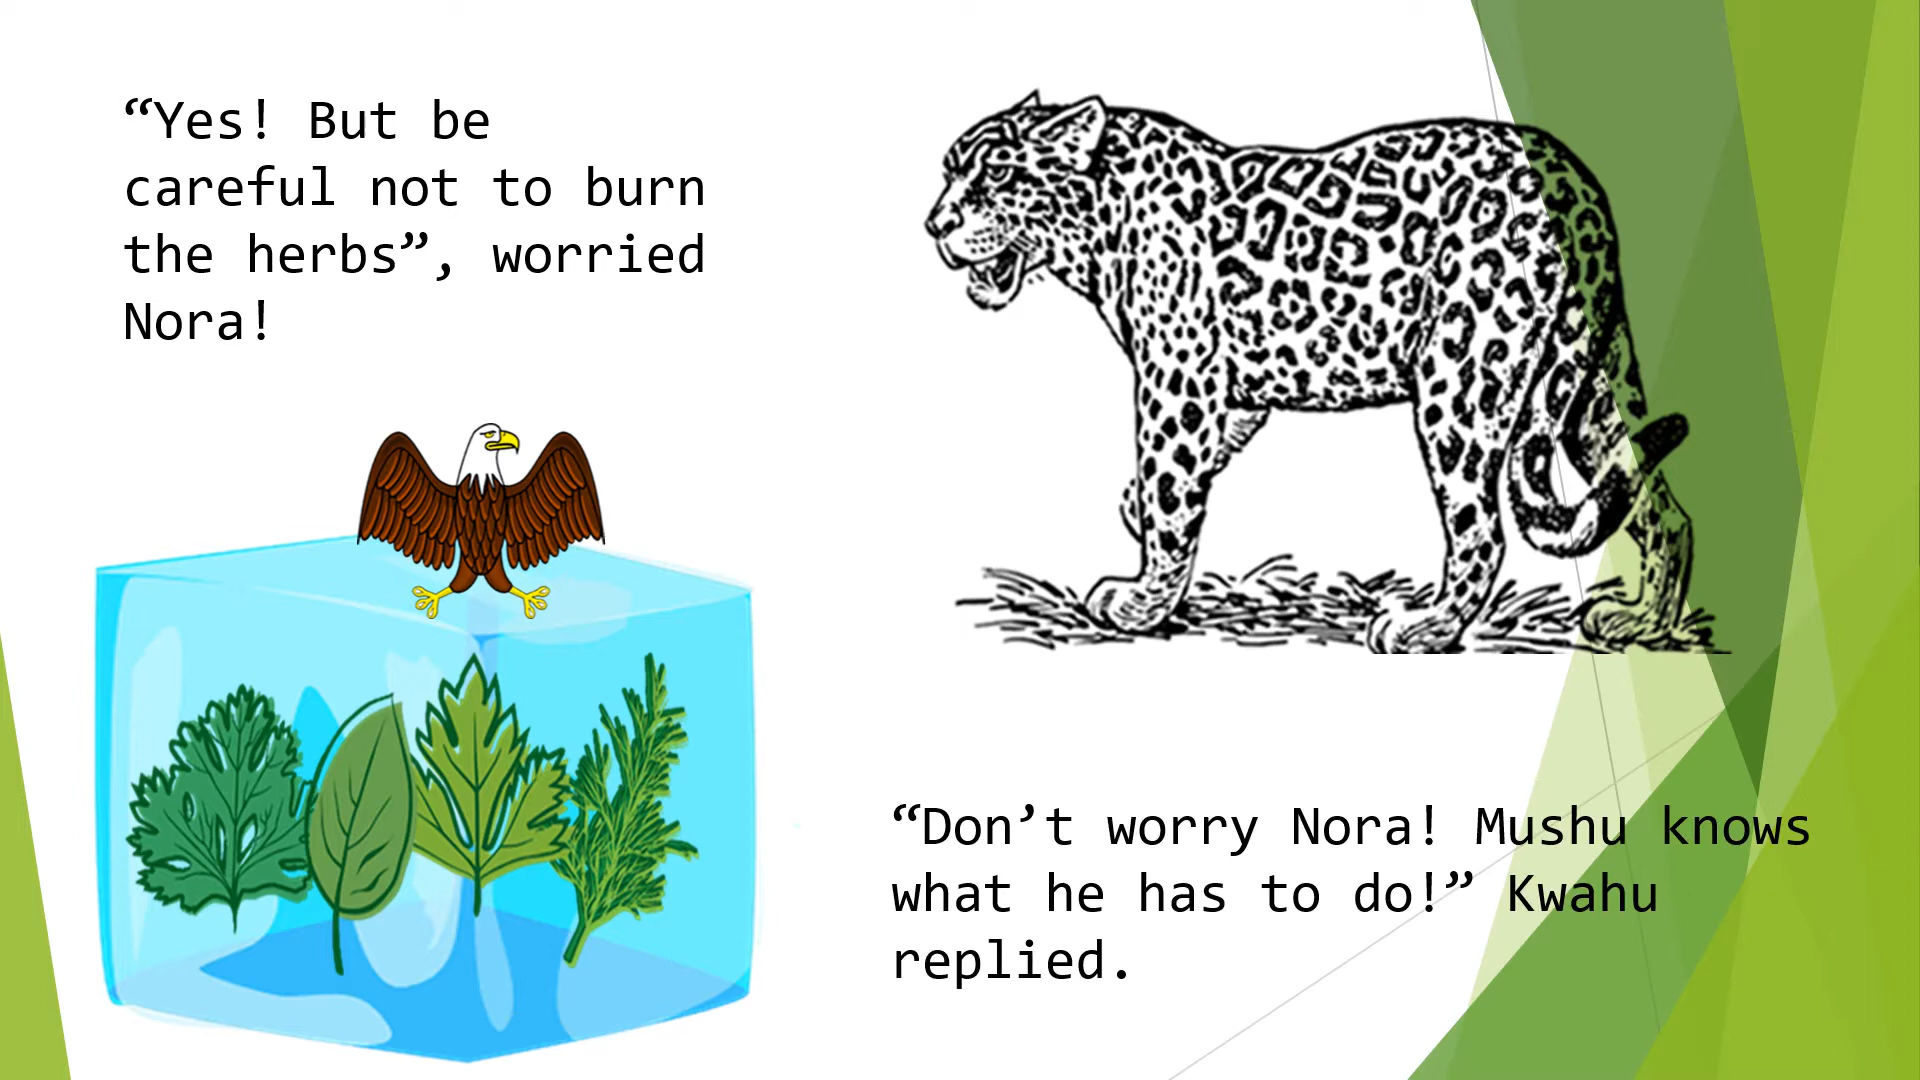 “Yes! But be
careful not to burn
the herbs”, worried
Nora!
“Don’t worry Nora! Mushu knows
what he has to do!” Kwahu
replied.